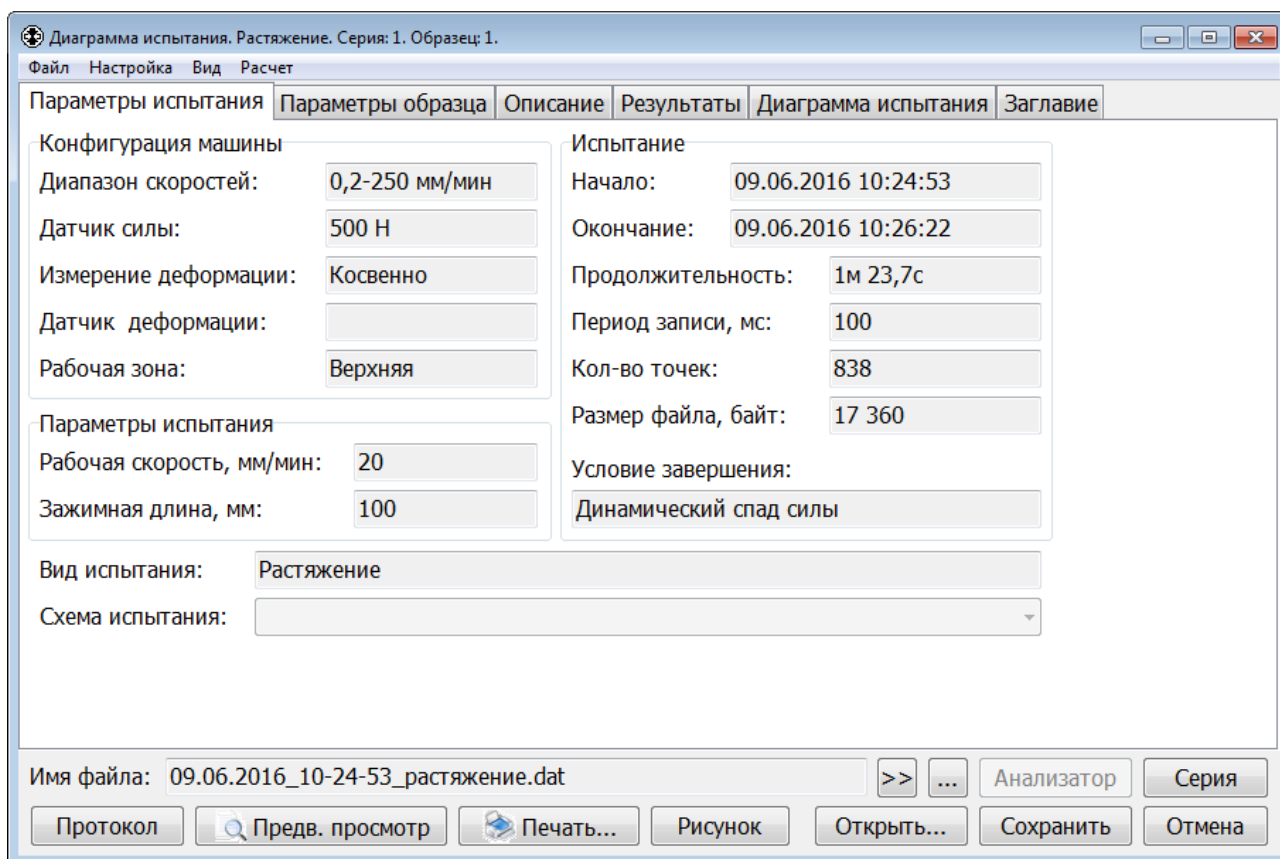 Диаграмма испытания. Растяжение. Серия: 1. Образец: 1.
Файл Настройка Вид Расчет
Параметры испытания Параметры образца Описание Результаты Диаграмма испытания Заглавие
Конфигурация машины
Диапазон скоростей: 0,2-250 мм/мин
Датчик силы: 500 Н
Измерение деформации: Косвенно
Датчик деформации:
Рабочая зона: Верхняя
Параметры испытания
Рабочая скорость, мм/мин: 20
Зажимная длина, мм: 100
Испытание
Начало: 09.06.2016 10:24:53
Окончание: 09.06.2016 10:26:22
Продолжительность: 1м 23,7с
Период записи, мс: 100
Кол-во точек: 838
Размер файла, байт: 17 360
Условие завершения:
Динамический спад силы
Вид испытания: Растяжение
Схема испытания:
Имя файла: 09.06.2016_10-24-53_растяжение.dat >> ... Анализатор Серия
Протокол Предв. просмотр Печать... Рисунок Открыть... Сохранить Отмена